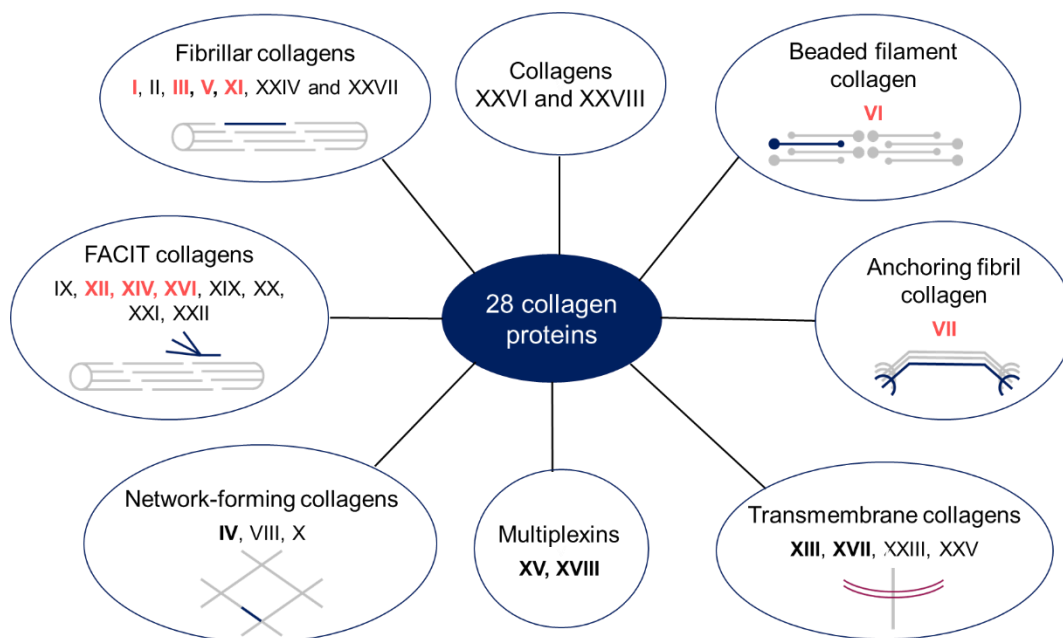 Fibrillar collagens
I, II, III, V, XI, XXIV and XXVII
Collagens
XXVI and XXVIII
Beaded filament
collagen
VI
FACIT collagens
IX, XII, XIV, XVI, XIX, XX,
XXI, XXII
28 collagen
proteins
Anchoring fibril
collagen
VII
Network-forming collagens
IV, VIII, X
Multiplexins
XV, XVIII
Transmembrane collagens
XIII, XVII, XXIII, XXV